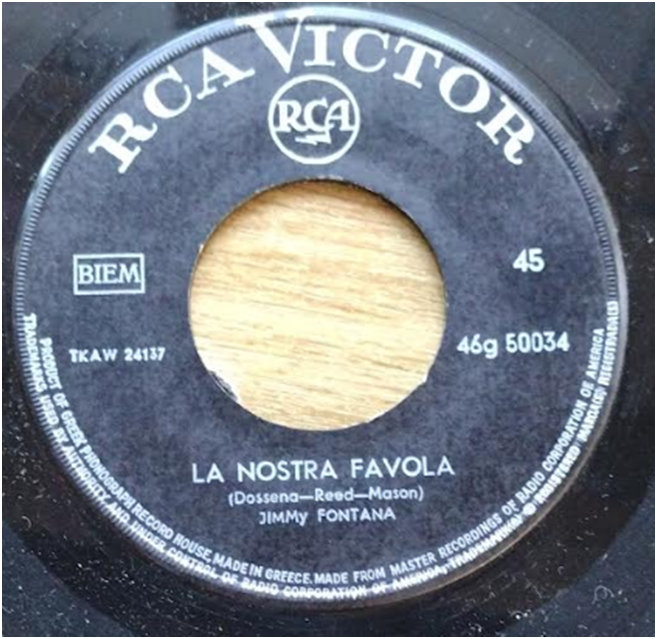 RCA VICTOR
RCA
BIEM
45
TKAW 24137
46g 50034
LA NOSTRA FAVOLA
(Dossena—Reed—Mason)
JIMMY FONTANA
PRODUCT OF GREEK PHONOGRAPH RECORD HOUSE, MADE IN GREECE. MADE FROM MASTER RECORDINGS OF RADIO CORPORATION OF AMERICA
TRADEMARKS USED BY AUTHORITY AND UNDER CONTROL OF RADIO CORPORATION OF AMERICA, TRADEMARK(S) ® REGISTERED MARCA(S) REGISTRADA(S)